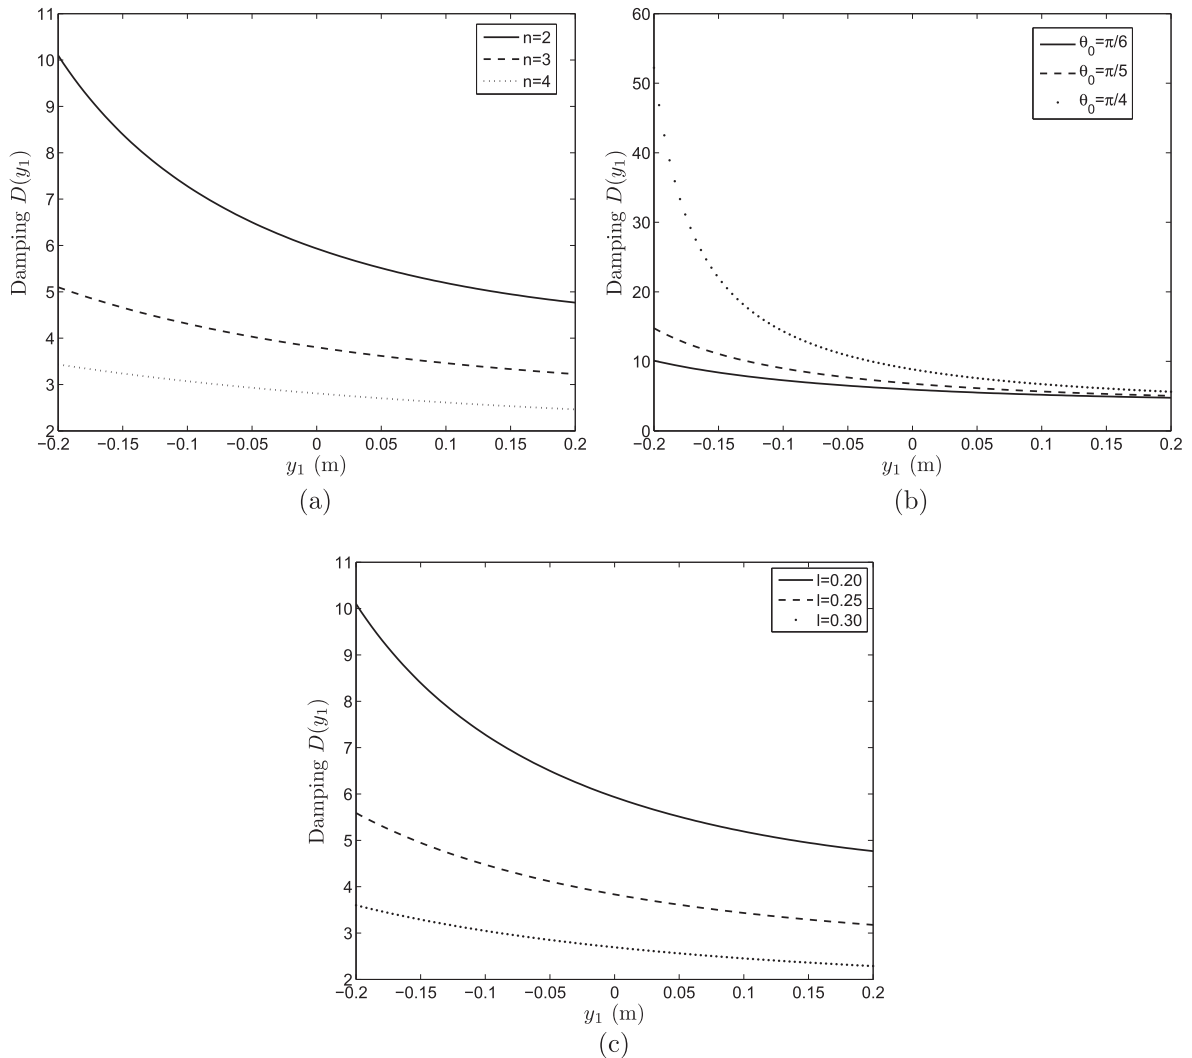 11
10
9
8
7
6
5
4
3
2
Damping D(y₁)
n=2
n=3
n=4
−0.2 −0.15 −0.1 −0.05 0 0.05 0.1 0.15 0.2
y₁ (m)
(a)
60
50
40
30
20
10
0
Damping D(y₁)
θ₀=π/6
θ₀=π/5
θ₀=π/4
−0.2 −0.15 −0.1 −0.05 0 0.05 0.1 0.15 0.2
y₁ (m)
(b)
11
10
9
8
7
6
5
4
3
2
Damping D(y₁)
l=0.20
l=0.25
l=0.30
−0.2 −0.15 −0.1 −0.05 0 0.05 0.1 0.15 0.2
y₁ (m)
(c)